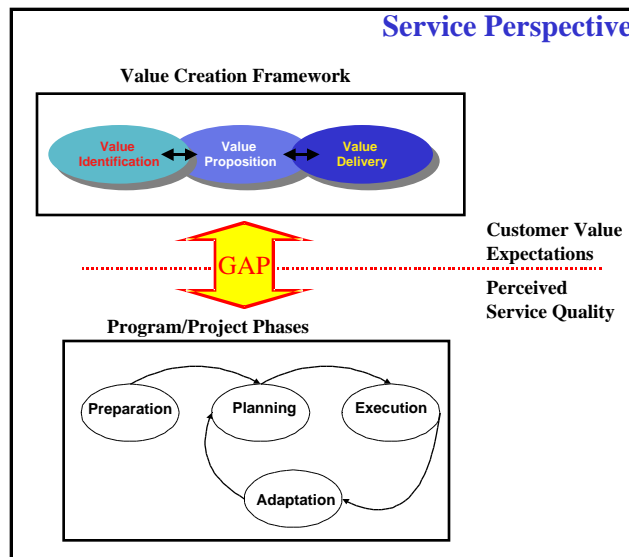 Service Perspective
Value Creation Framework
Value
Identification
Value
Proposition
Value
Delivery
Customer Value
Expectations
GAP
Perceived
Service Quality
Program/Project Phases
Preparation
Planning
Execution
Adaptation